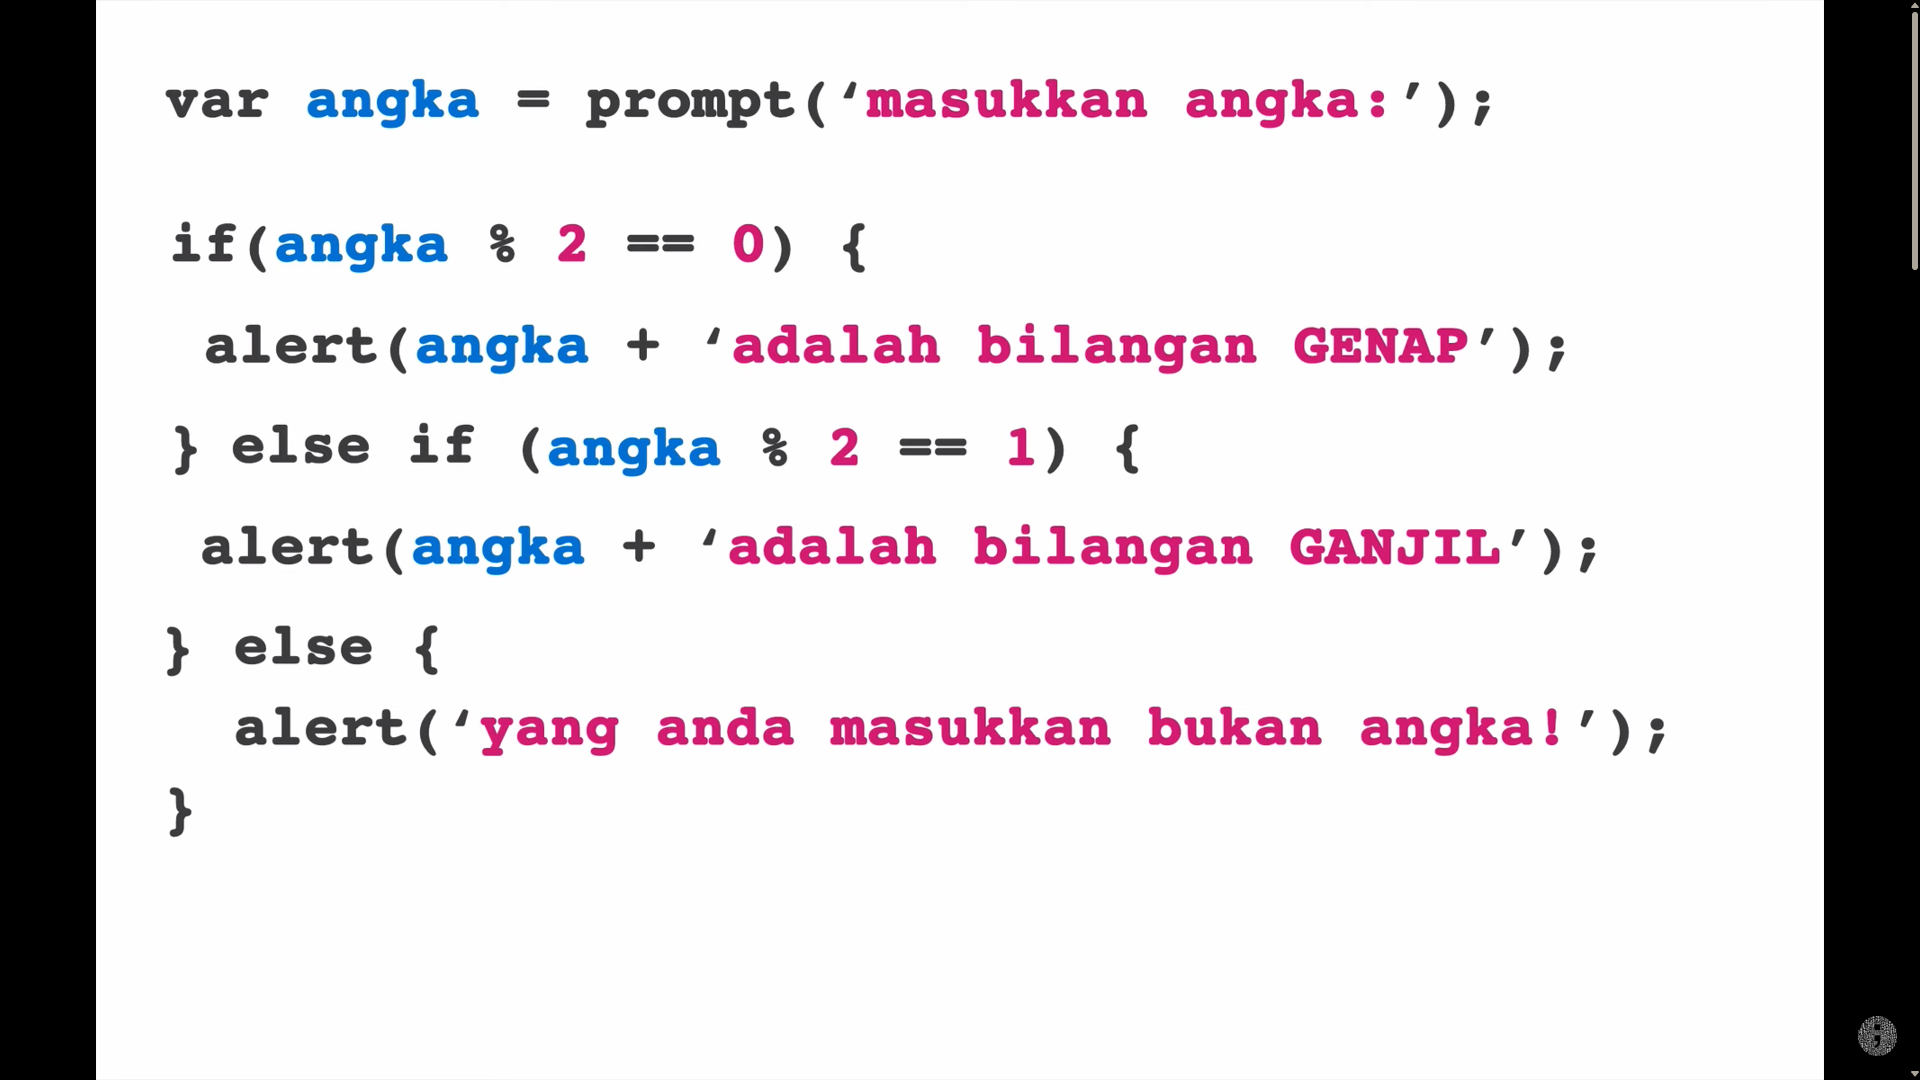 var angka = prompt(‘masukkan angka:’);
if(angka % 2 == 0) {
alert(angka + ‘adalah bilangan GENAP’);
} else if (angka % 2 == 1) {
alert(angka + ‘adalah bilangan GANJIL’);
} else {
alert(‘yang anda masukkan bukan angka!’);
}